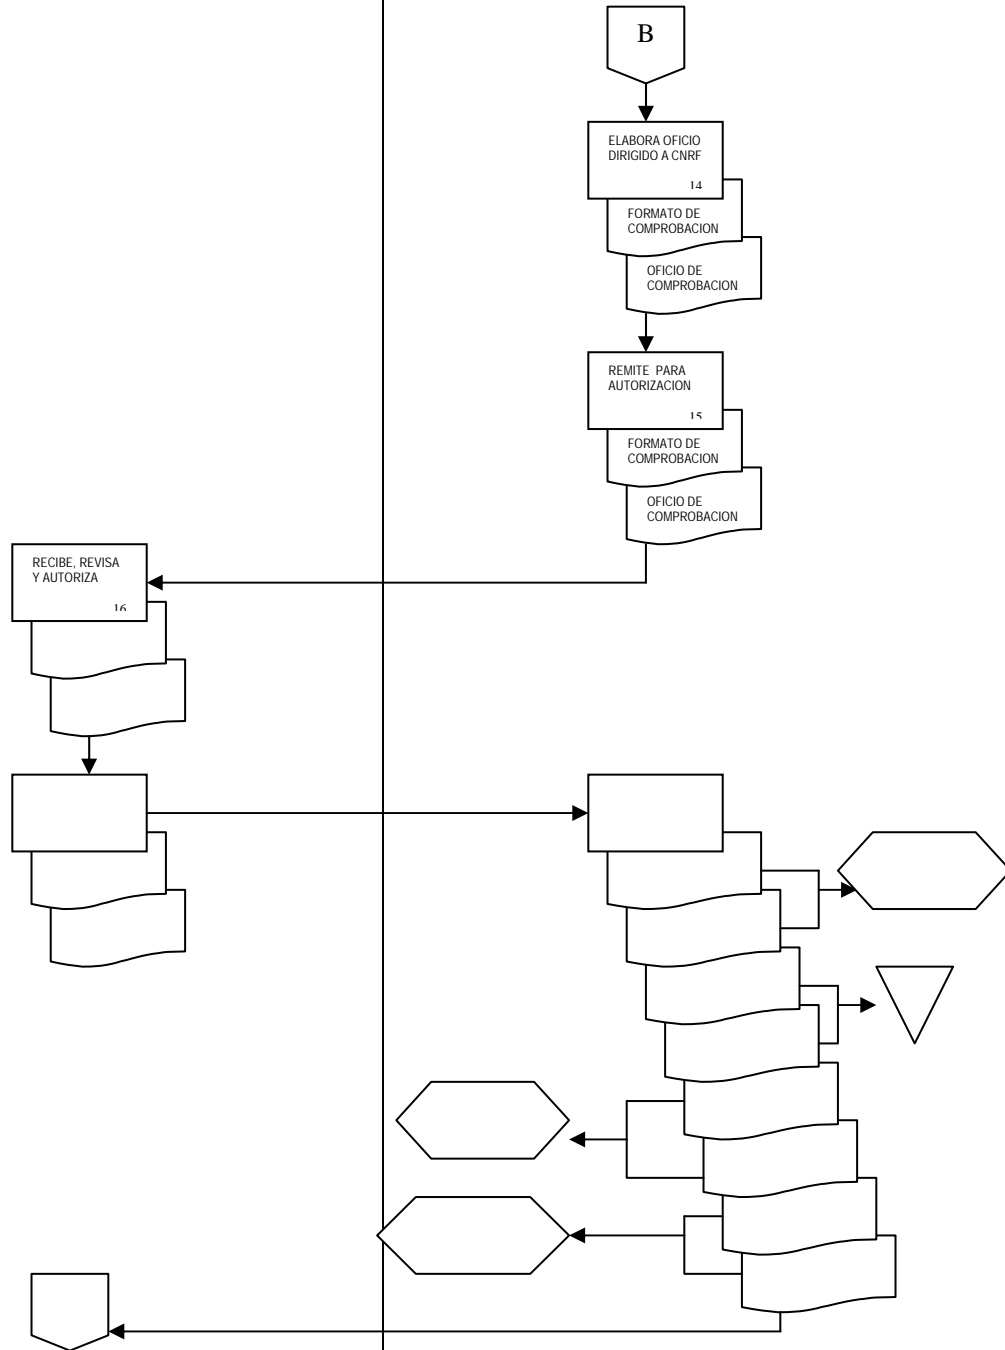 B
ELABORA OFICIO
DIRIGIDO A CNRF
14
FORMATO DE
COMPROBACION
OFICIO DE
COMPROBACION
REMITE PARA
AUTORIZACION
15
FORMATO DE
COMPROBACION
OFICIO DE
COMPROBACION
RECIBE, REVISA
Y AUTORIZA
16